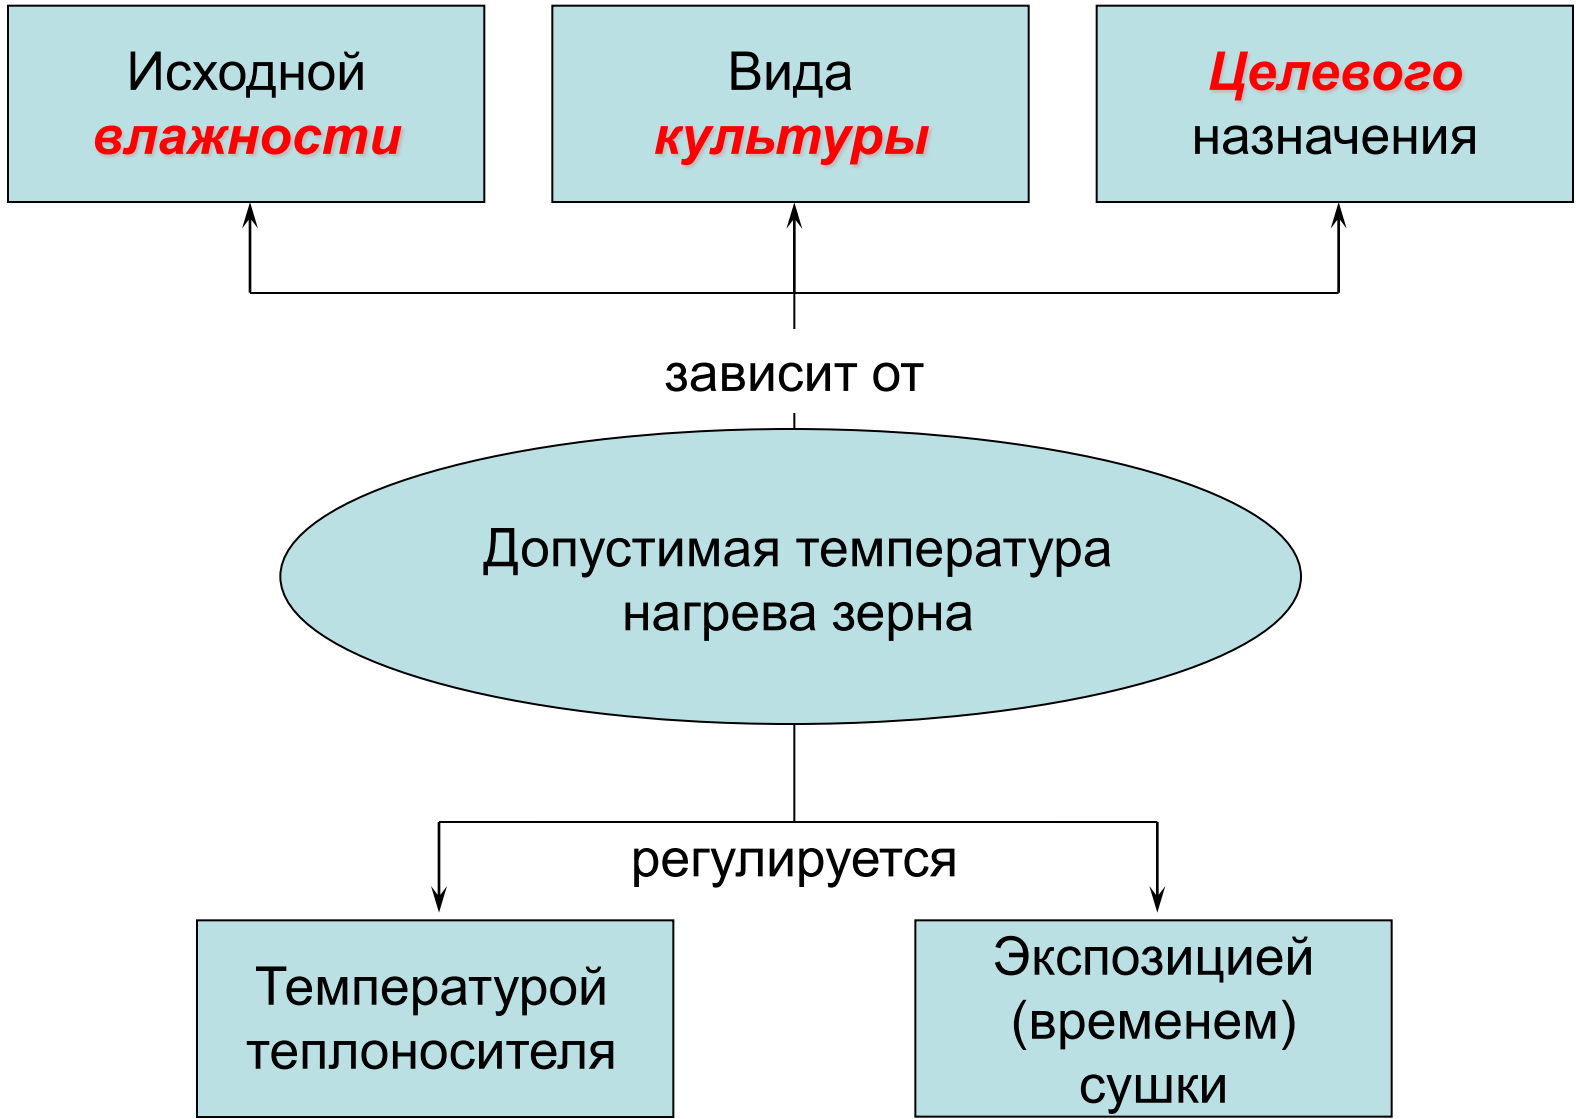 Исходной
влажности
Вида
культуры
Целевого
назначения
зависит от
Допустимая температура
нагрева зерна
регулируется
Температурой
теплоносителя
Экспозицией
(временем)
сушки